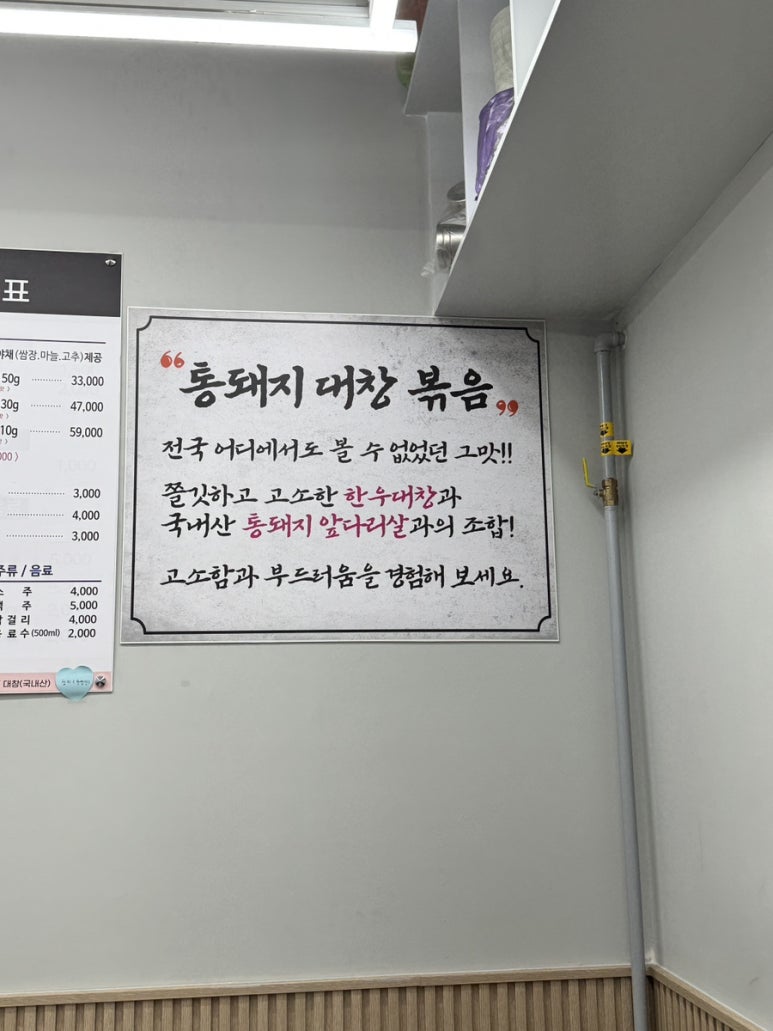 표
야채(쌈장.마늘.고추)제공
50g ·········· 33,000
30g ·········· 47,000
10g ·········· 59,000
3,000
4,000
3,000
주류 / 음료
주 4,000
주 5,000
걸리 4,000
료수(500ml) 2,000
대창(국내산)
“통돼지 대창 볶음”
전국 어디에서도 볼 수 없었던 그맛!!
쫄깃하고 고소한 한우대창과
국내산 통돼지 앞다리살과의 조합!
고소함과 부드러움을 경험해 보세요.